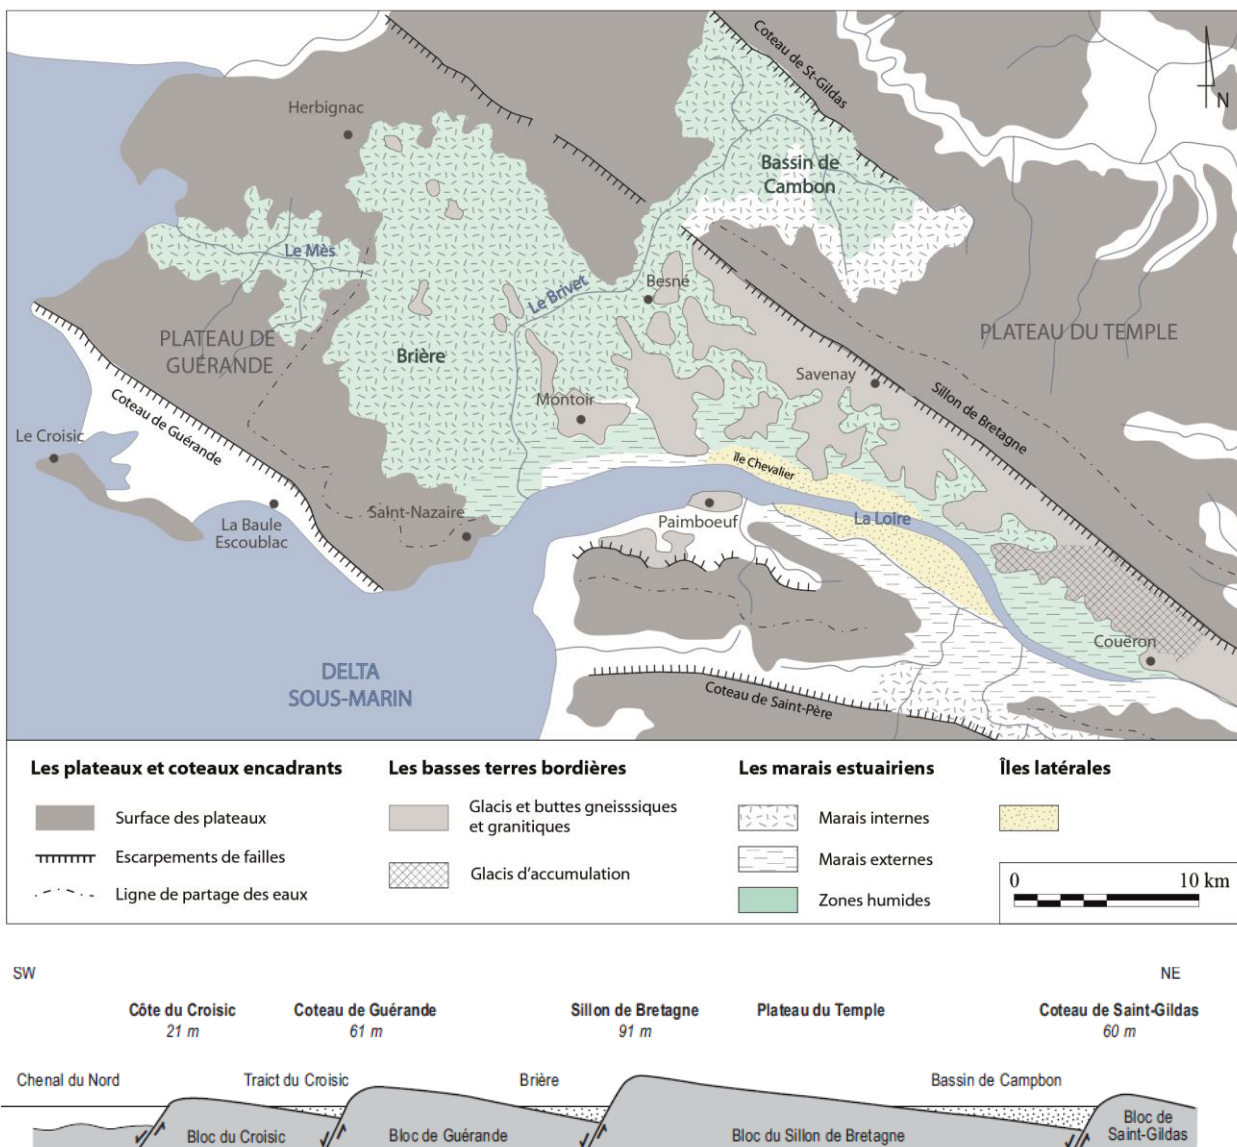 Coteau de St-Gildas
N
Herbignac
Bassin de
Cambon
Le Mès
Le Brivet
Besné
PLATEAU DE
GUÉRANDE
PLATEAU DU TEMPLE
Brière
Savenay
Sillon de Bretagne
Coteau de Guérande
Montoir
Le Croisic
Île Chevalier
La Baule
Escoublac
Saint-Nazaire
Paimboeuf
La Loire
Couëron
DELTA
SOUS-MARIN
Coteau de Saint-Père
Les plateaux et coteaux encadrants
Surface des plateaux
Escarpements de failles
Ligne de partage des eaux
Les basses terres bordières
Glacis et buttes gneisssiques
et granitiques
Glacis d'accumulation
Les marais estuairiens
Marais internes
Marais externes
Zones humides
Îles latérales
0 10 km
SW NE
Côte du Croisic Coteau de Guérande Sillon de Bretagne Plateau du Temple Coteau de Saint-Gildas
21 m 61 m 91 m 60 m
Chenal du Nord Traict du Croisic Brière Bassin de Campbon
Bloc du Croisic Bloc de Guérande Bloc du Sillon de Bretagne Bloc de
Saint-Gildas